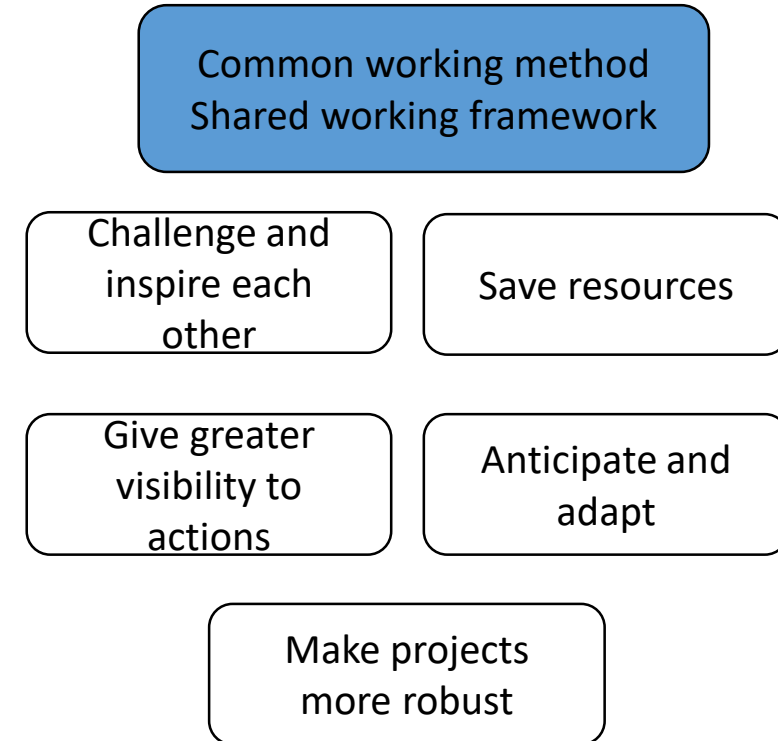 Common working method
Shared working framework
Challenge and
inspire each
other
Save resources
Give greater
visibility to
actions
Anticipate and
adapt
Make projects
more robust